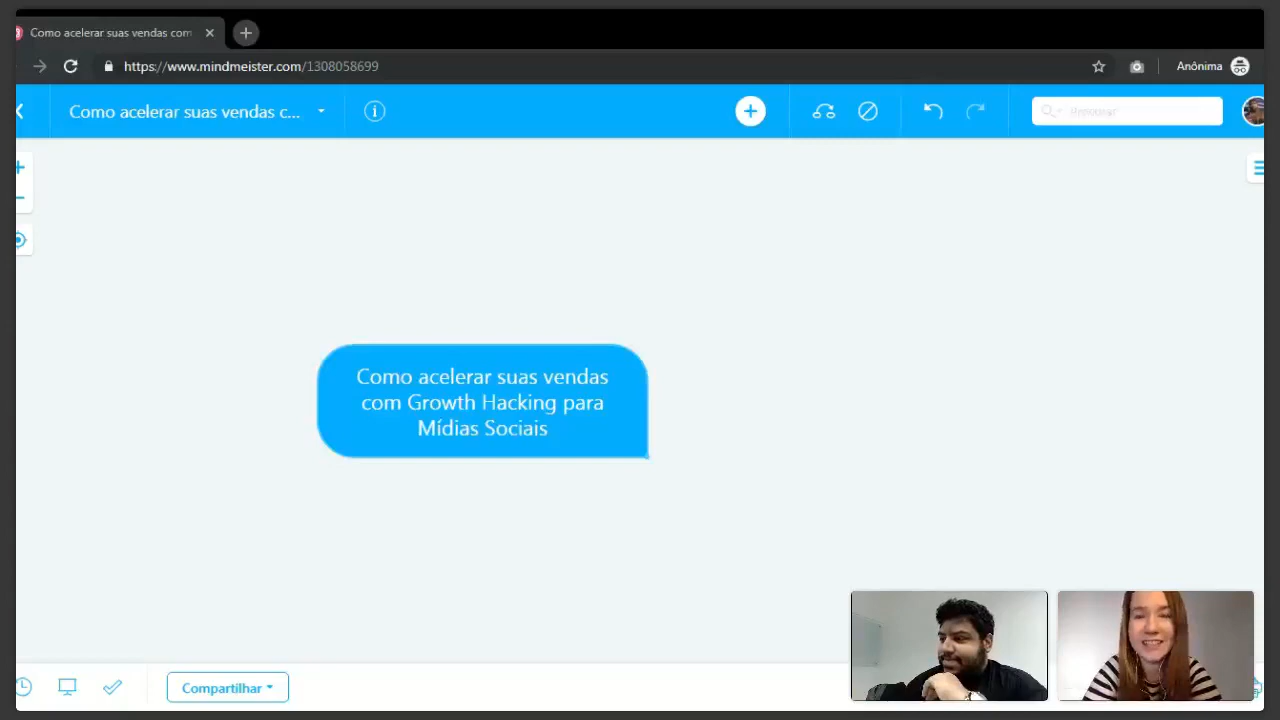 Como acelerar suas vendas com
https://www.mindmeister.com/1308058699
Anônima
Como acelerar suas vendas c...
Como acelerar suas vendas
com Growth Hacking para
Mídias Sociais
Compartilhar